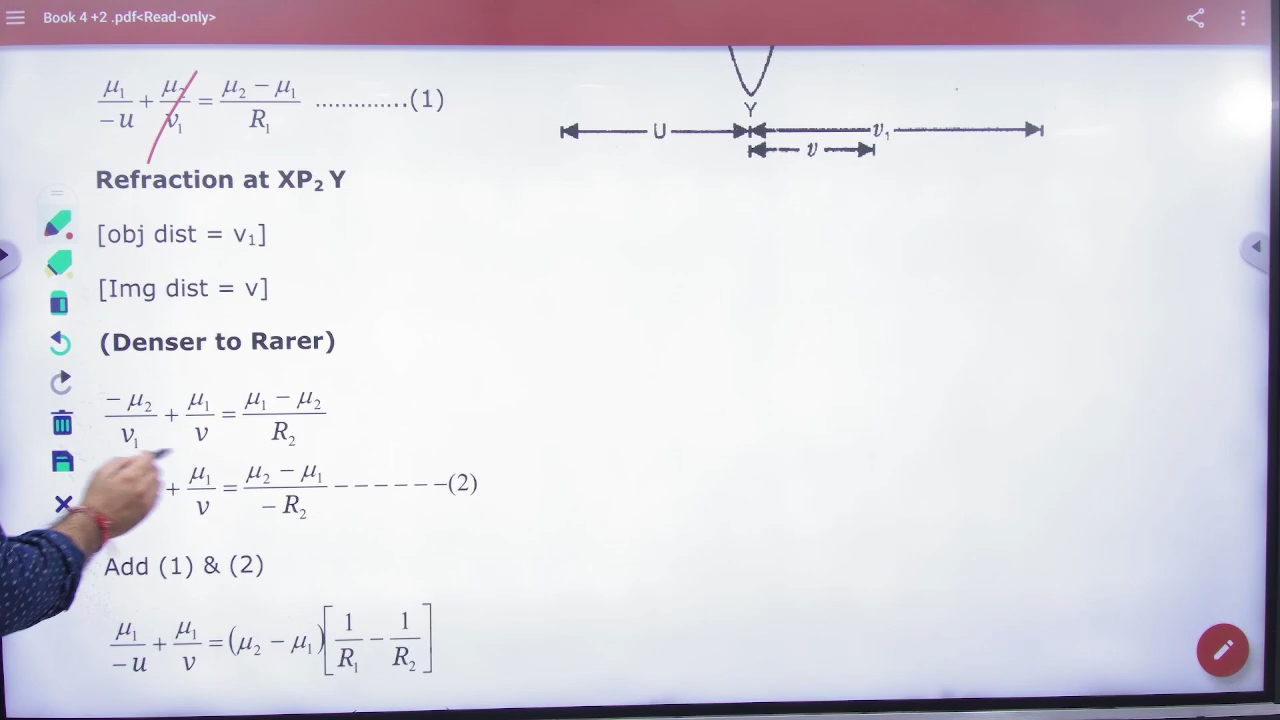 Book 4 +2 .pdf<Read-only>
μ₁/−u + μ₂/v₁ = (μ₂ − μ₁)/R₁ ..............(1)
Y
U
v₁
v
Refraction at XP₂ Y
[obj dist = v₁]
[Img dist = v]
(Denser to Rarer)
−μ₂/v₁ + μ₁/v = (μ₁ − μ₂)/R₂
+ μ₁/v = (μ₂ − μ₁)/−R₂ − − − − − −(2)
Add (1) & (2)
μ₁/−u + μ₁/v = (μ₂ − μ₁)[1/R₁ − 1/R₂]